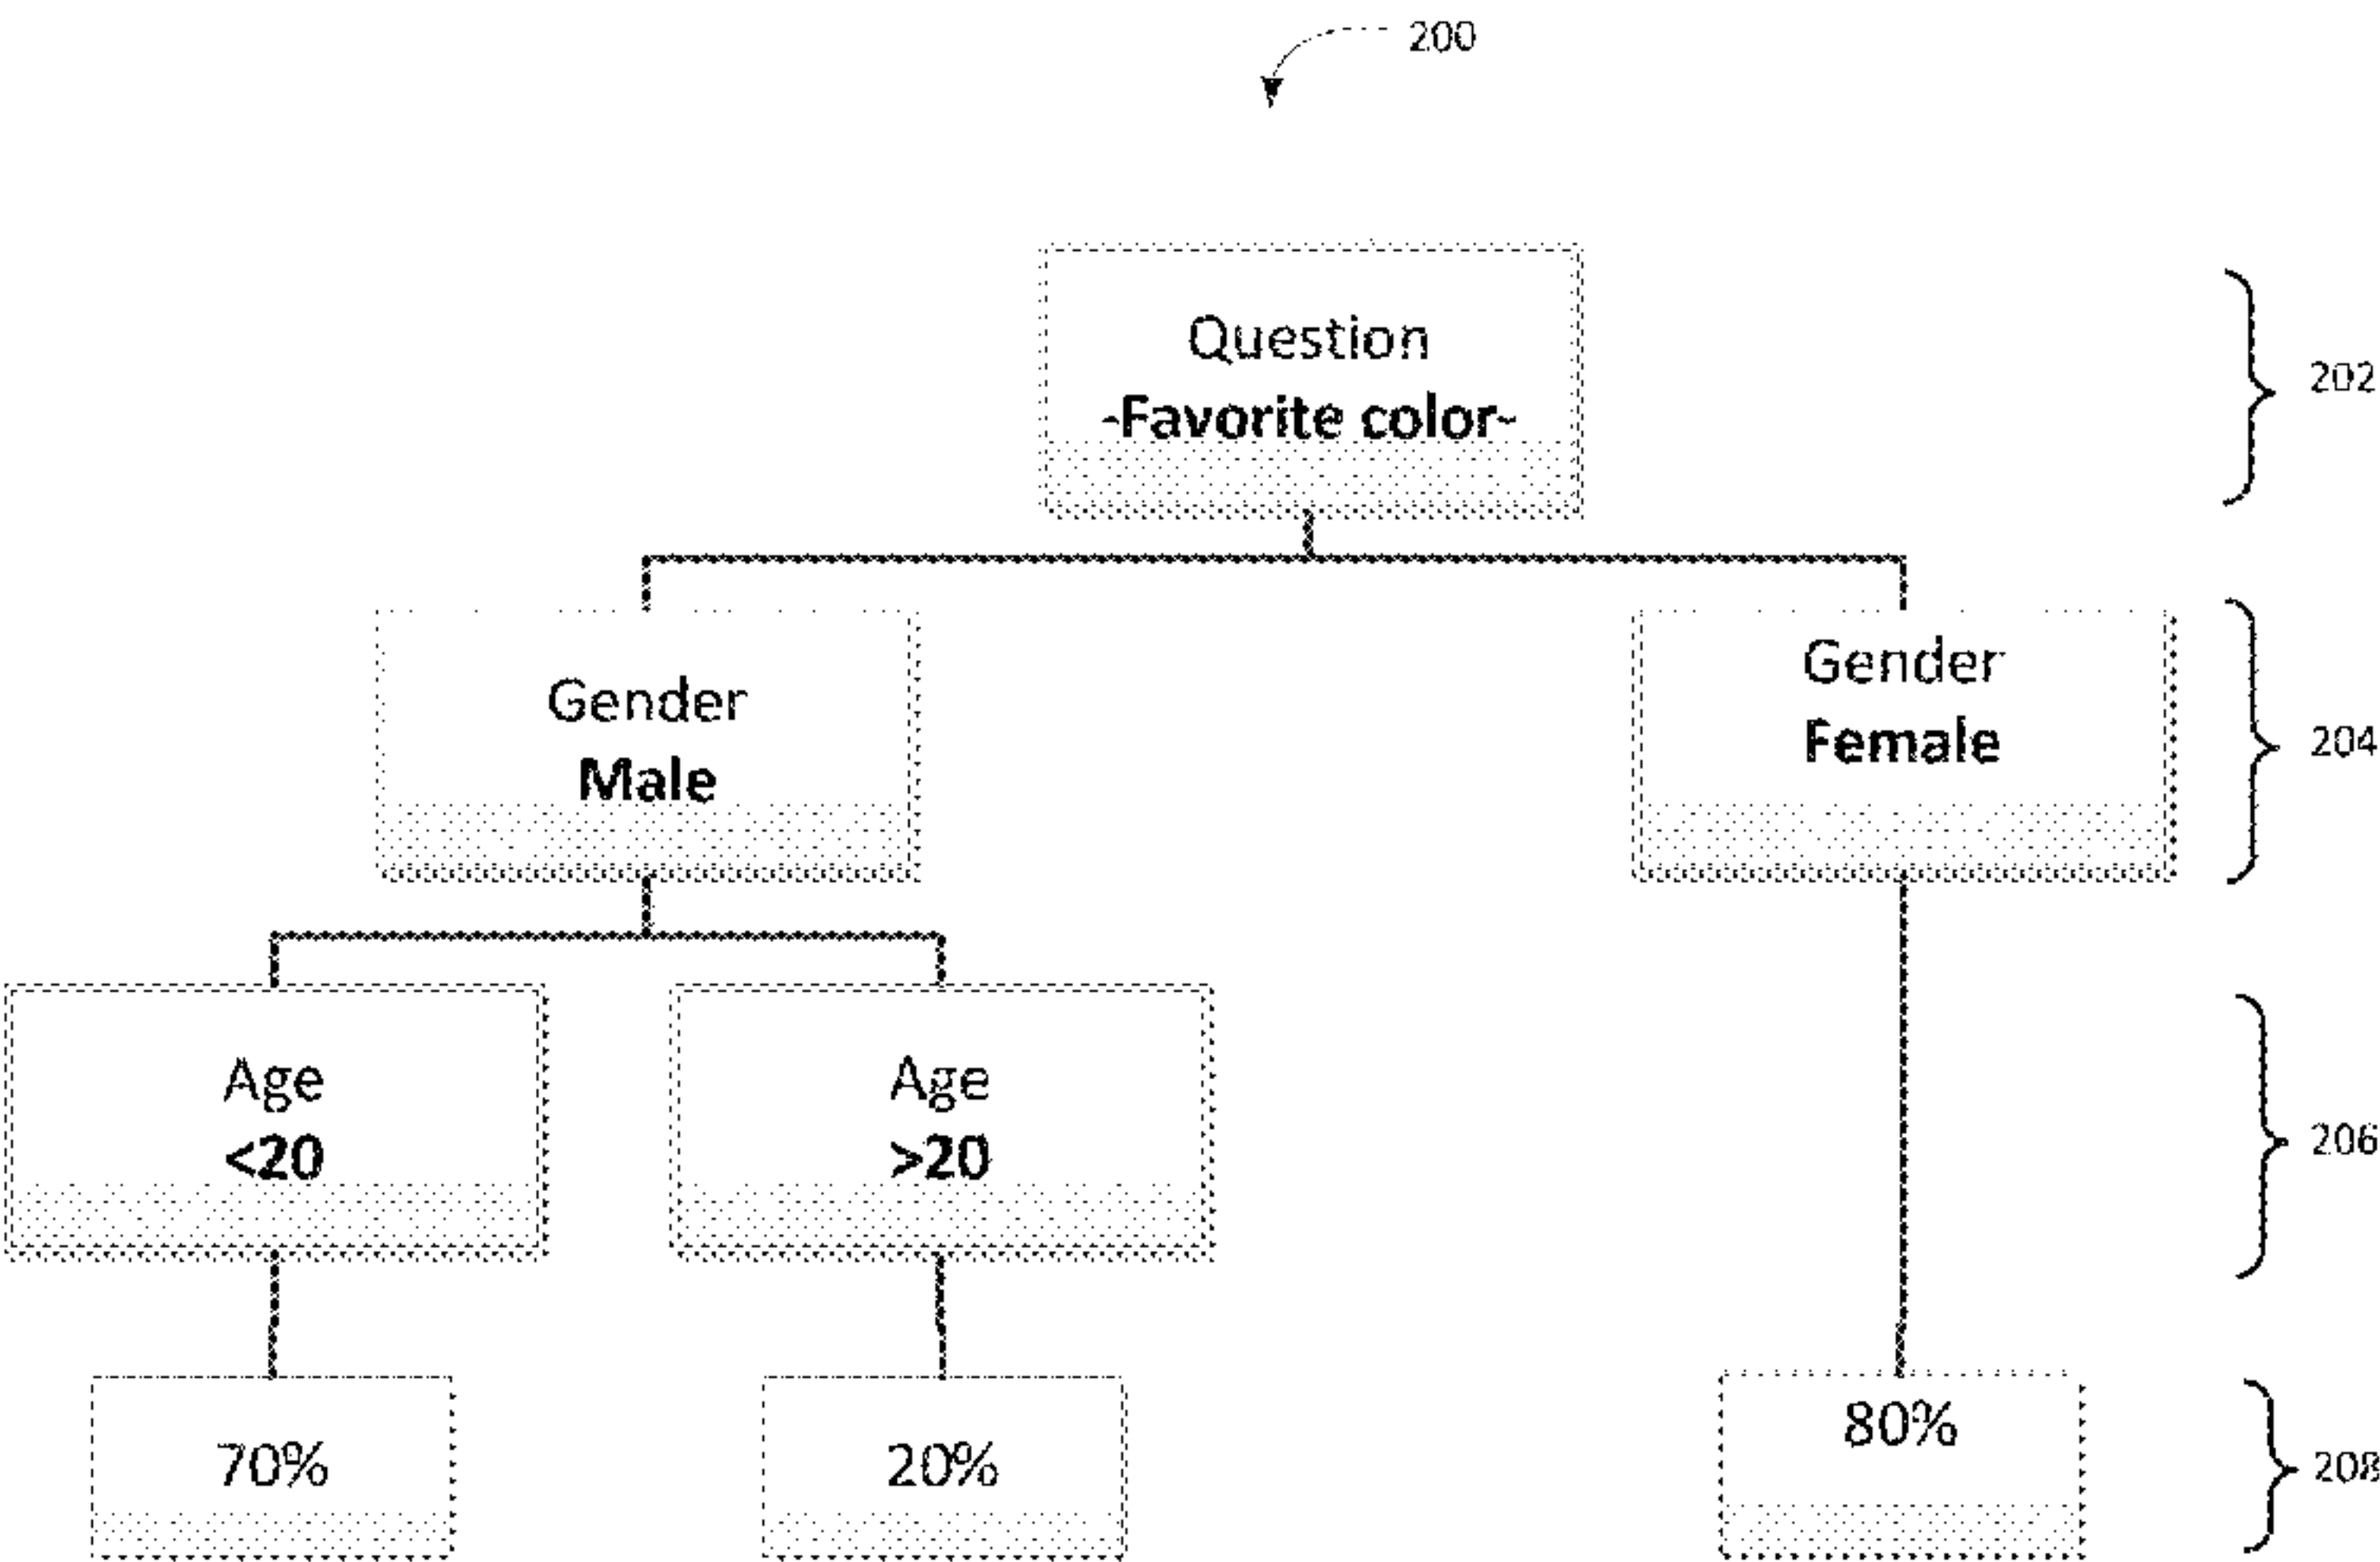 200
Question
-Favorite color-
202
Gender
Male
Gender
Female
204
Age
<20
Age
>20
206
70%
20%
80%
208